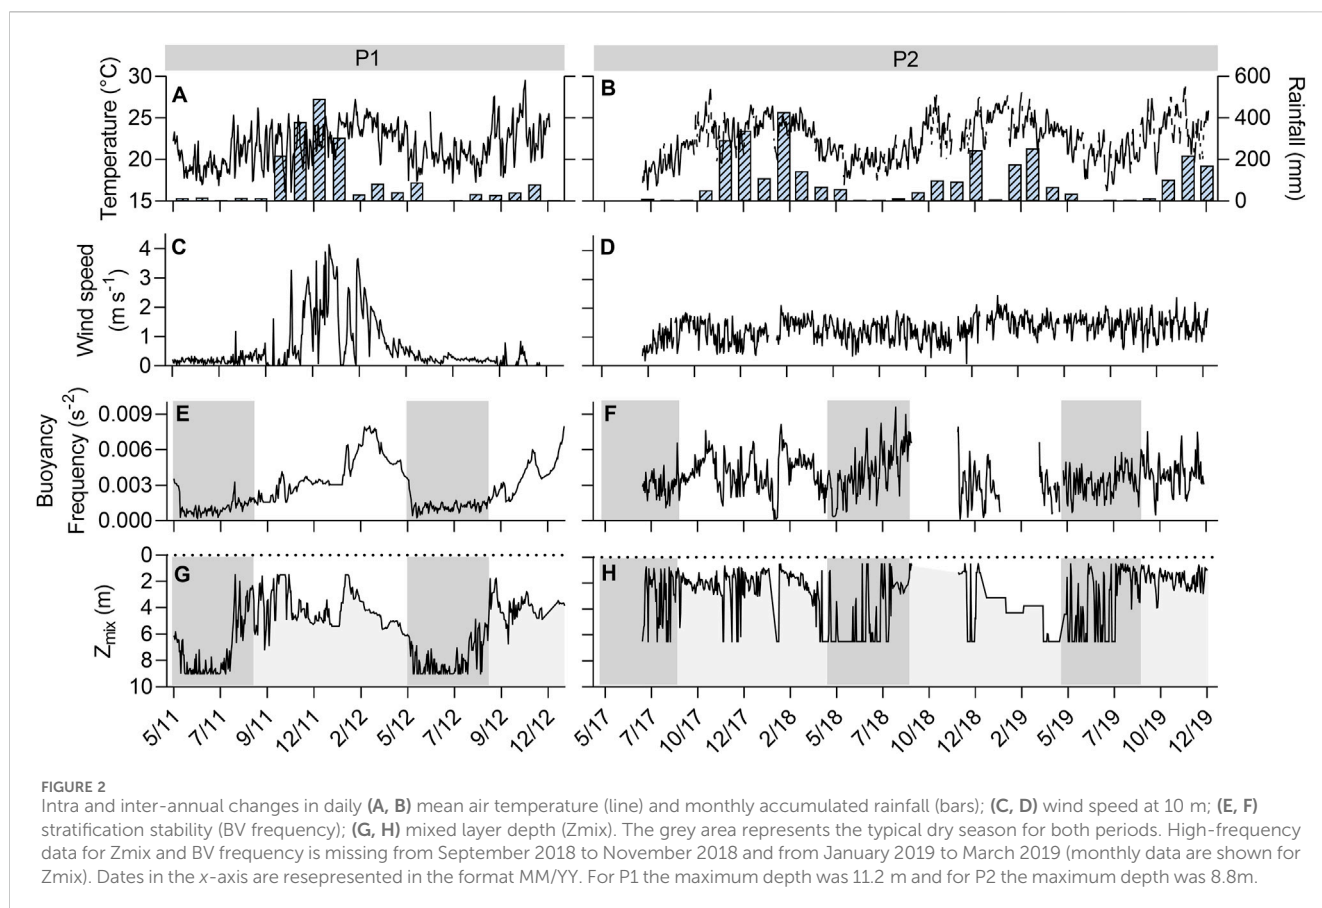 P1
P2
Temperature (°C)
30
25
20
15
A
B
600
400
200
0
Rainfall (mm)
Wind speed
(m s-1)
4
3
2
1
0
C
D
Buoyancy
Frequency (s-2)
0.009
0.006
0.003
0.000
E
F
Zmix (m)
0
2
4
6
8
10
G
H
5/11
7/11
9/11
12/11
2/12
5/12
7/12
9/12
12/12
5/17
7/17
10/17
12/17
2/18
5/18
7/18
10/18
12/18
2/19
5/19
7/19
10/19
12/19
FIGURE 2
Intra and inter-annual changes in daily (A, B) mean air temperature (line) and monthly accumulated rainfall (bars); (C, D) wind speed at 10 m; (E, F)
stratification stability (BV frequency); (G, H) mixed layer depth (Zmix). The grey area represents the typical dry season for both periods. High-frequency
data for Zmix and BV frequency is missing from September 2018 to November 2018 and from January 2019 to March 2019 (monthly data are shown for
Zmix). Dates in the x-axis are resepresented in the format MM/YY. For P1 the maximum depth was 11.2 m and for P2 the maximum depth was 8.8m.